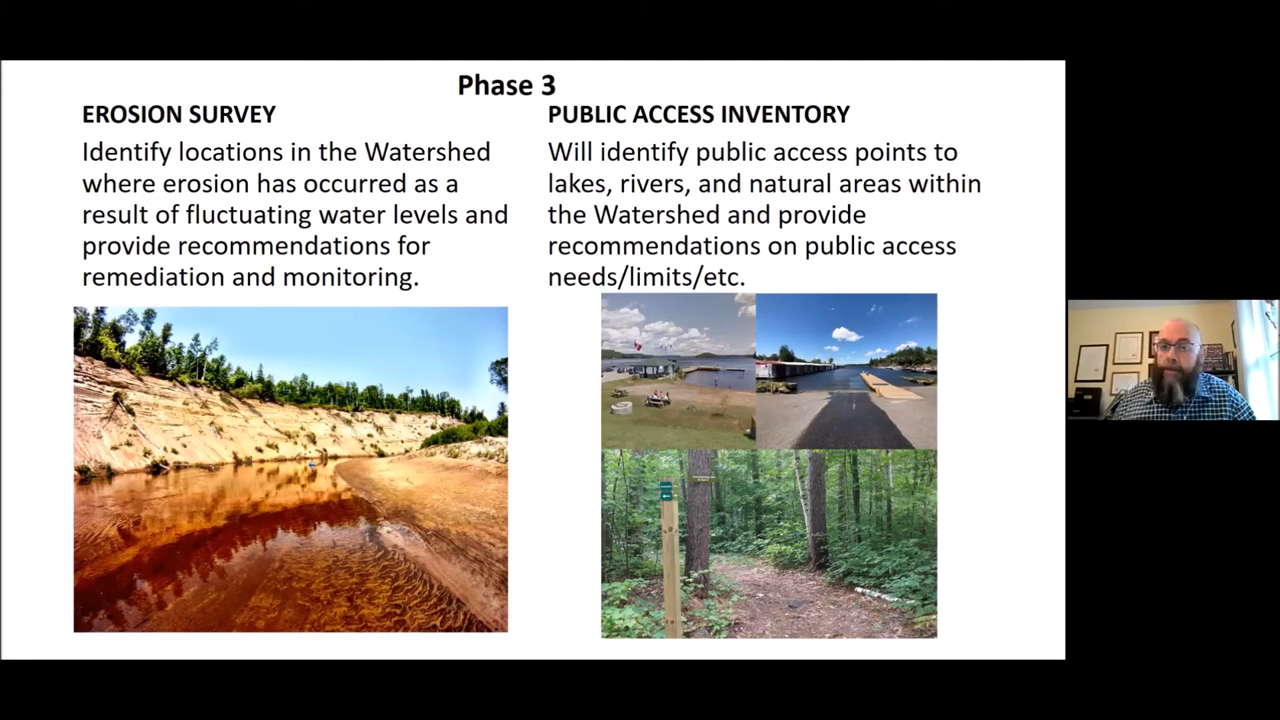 Phase 3
EROSION SURVEY
Identify locations in the Watershed
where erosion has occurred as a
result of fluctuating water levels and
provide recommendations for
remediation and monitoring.
PUBLIC ACCESS INVENTORY
Will identify public access points to
lakes, rivers, and natural areas within
the Watershed and provide
recommendations on public access
needs/limits/etc.